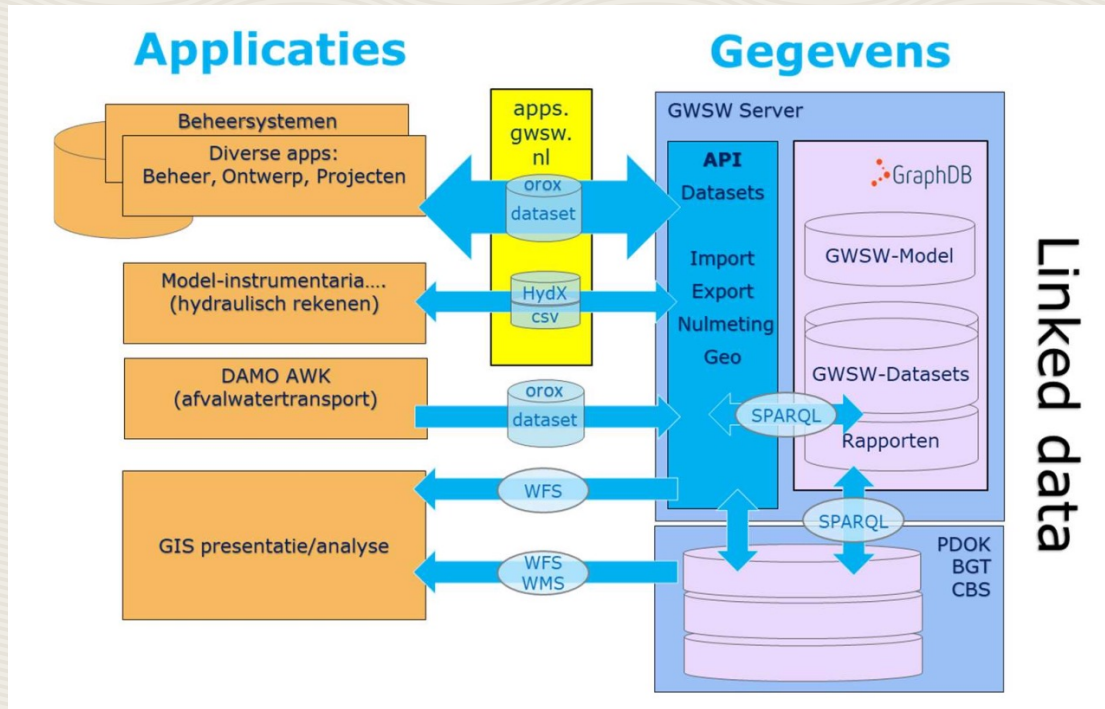 Applicaties
Gegevens
Beheersystemen
Diverse apps:
Beheer, Ontwerp, Projecten
Model-instrumentaria....
(hydraulisch rekenen)
DAMO AWK
(afvalwatertransport)
GIS presentatie/analyse
apps.
gwsw.
nl
orox
dataset
HydX
csv
orox
dataset
WFS
WFS
WMS
GWSW Server
API
Datasets
Import
Export
Nulmeting
Geo
GraphDB
GWSW-Model
GWSW-Datasets
Rapporten
SPARQL
SPARQL
PDOK
BGT
CBS
Linked data